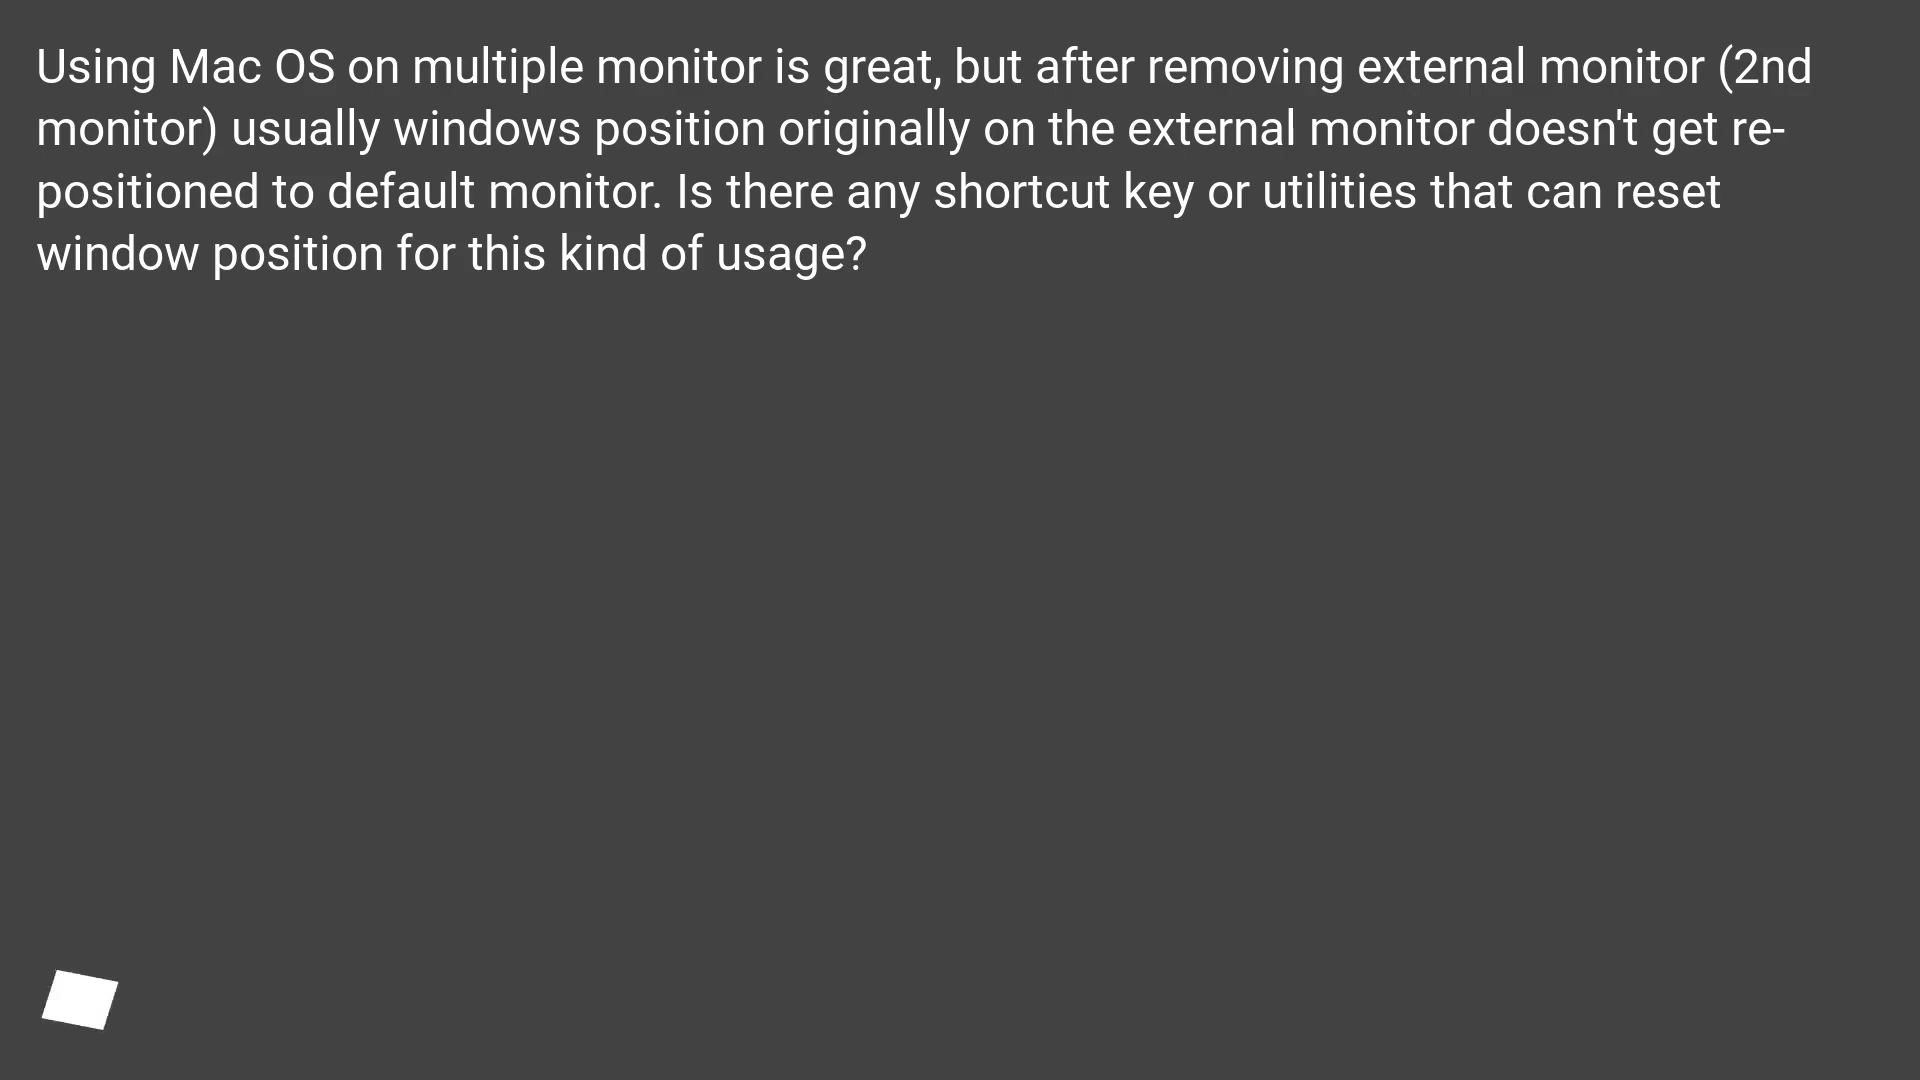 Using Mac OS on multiple monitor is great, but after removing external monitor (2nd
monitor) usually windows position originally on the external monitor doesn't get re-
positioned to default monitor. Is there any shortcut key or utilities that can reset
window position for this kind of usage?